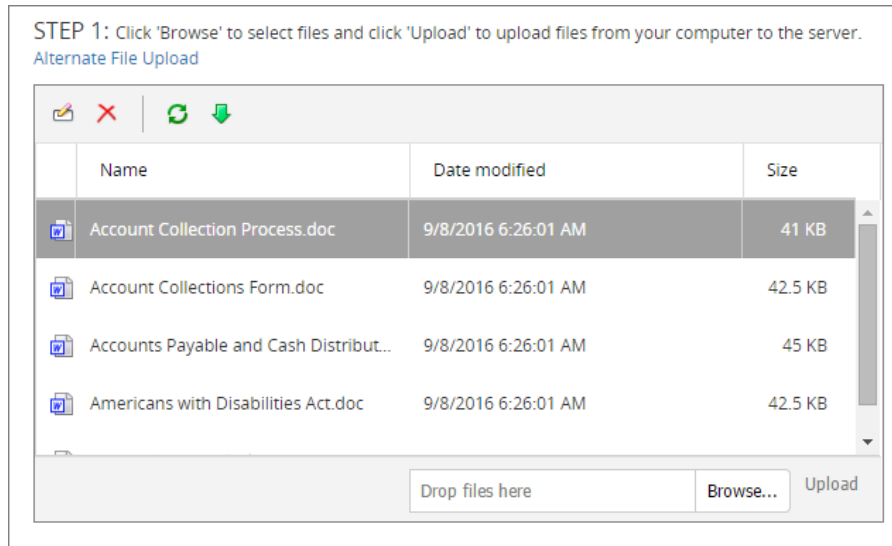 STEP 1: Click 'Browse' to select files and click 'Upload' to upload files from your computer to the server.
Alternate File Upload
Name Date modified Size
Account Collection Process.doc 9/8/2016 6:26:01 AM 41 KB
Account Collections Form.doc 9/8/2016 6:26:01 AM 42.5 KB
Accounts Payable and Cash Distribut... 9/8/2016 6:26:01 AM 45 KB
Americans with Disabilities Act.doc 9/8/2016 6:26:01 AM 42.5 KB
Drop files here Browse... Upload